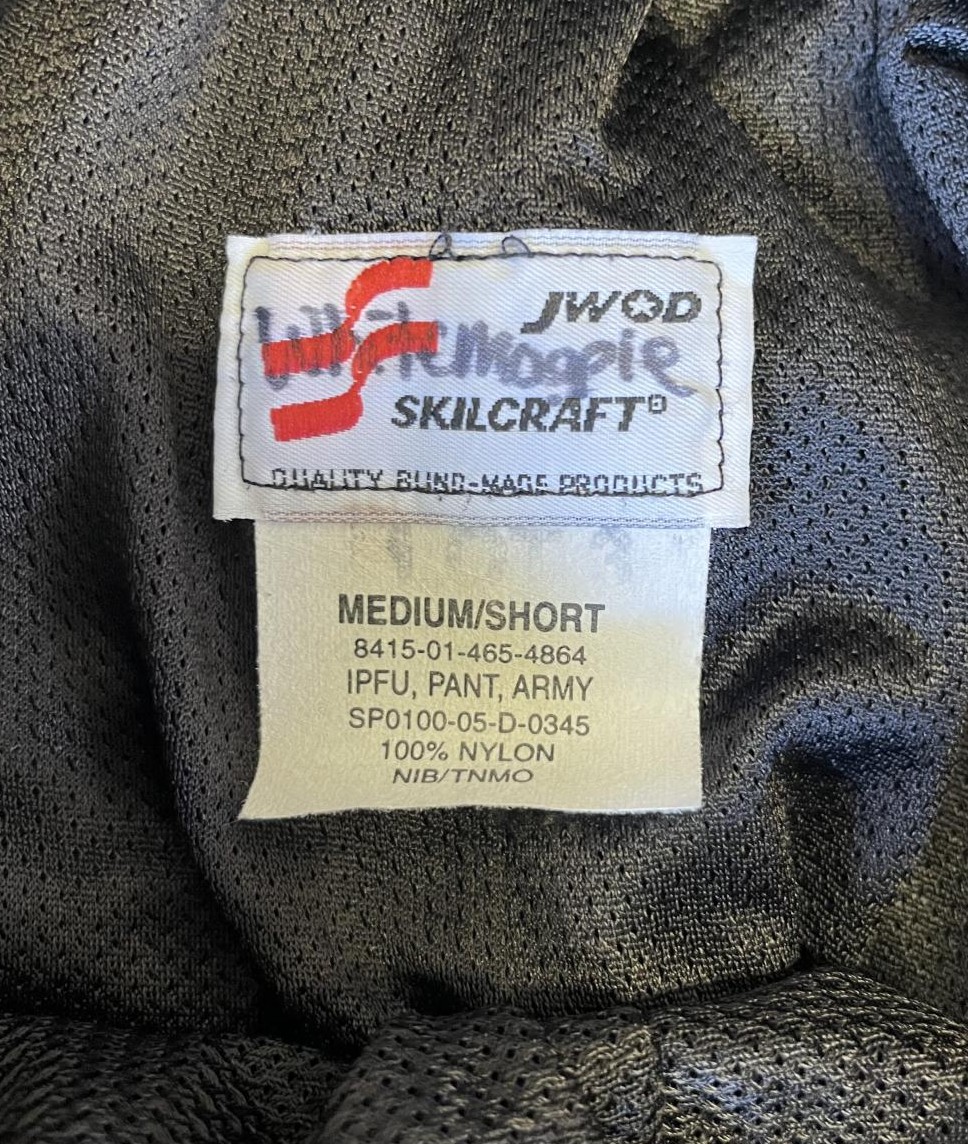 JWOD
WhiteMagpie
SKILCRAFT®
QUALITY BLIND-MADE PRODUCTS
MEDIUM/SHORT
8415-01-465-4864
IPFU, PANT, ARMY
SP0100-05-D-0345
100% NYLON
NIB/TNMO